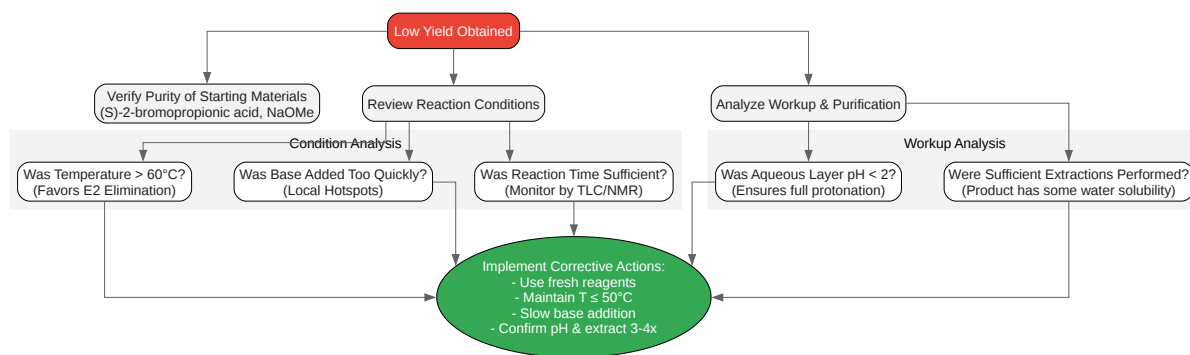 Low Yield Obtained
Verify Purity of Starting Materials
(S)-2-bromopropionic acid, NaOMe
Review Reaction Conditions
Analyze Workup & Purification
Condition Analysis
Workup Analysis
Was Temperature > 60°C?
(Favors E2 Elimination)
Was Base Added Too Quickly?
(Local Hotspots)
Was Reaction Time Sufficient?
(Monitor by TLC/NMR)
Was Aqueous Layer pH < 2?
(Ensures full protonation)
Were Sufficient Extractions Performed?
(Product has some water solubility)
Implement Corrective Actions:
- Use fresh reagents
- Maintain T ≤ 50°C
- Slow base addition
- Confirm pH & extract 3-4x